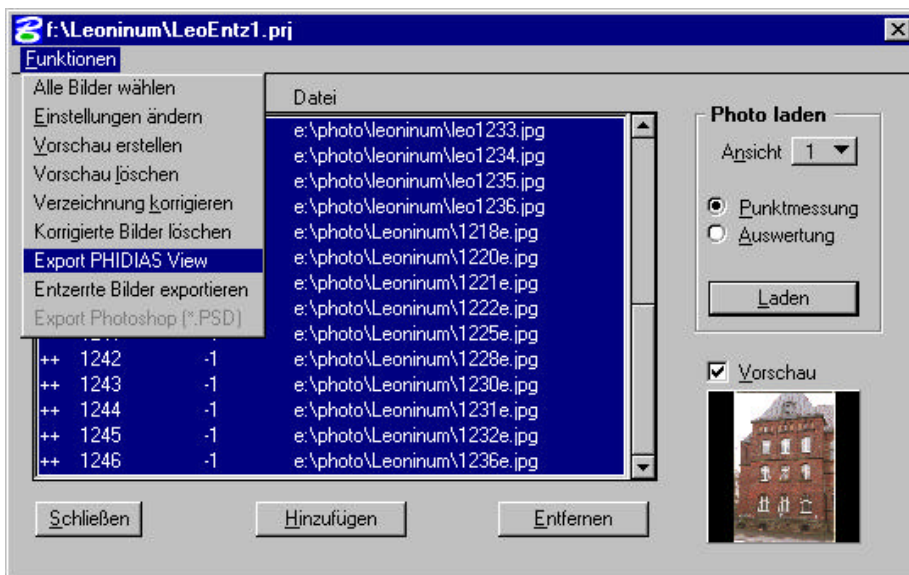 f:\Leoninum\LeoEntz1.prj
Funktionen
Alle Bilder wählen
Einstellungen ändern
Vorschau erstellen
Vorschau löschen
Verzeichnung korrigieren
Korrigierte Bilder löschen
Export PHIDIAS View
Entzerrte Bilder exportieren
Export Photoshop (*.PSD)
Datei
e:\photo\leoninum\leo1233.jpg
e:\photo\leoninum\leo1234.jpg
e:\photo\leoninum\leo1235.jpg
e:\photo\leoninum\leo1236.jpg
e:\photo\Leoninum\1218e.jpg
e:\photo\Leoninum\1220e.jpg
e:\photo\Leoninum\1221e.jpg
e:\photo\Leoninum\1222e.jpg
e:\photo\Leoninum\1225e.jpg
++ 1242 -1 e:\photo\Leoninum\1228e.jpg
++ 1243 -1 e:\photo\Leoninum\1230e.jpg
++ 1244 -1 e:\photo\Leoninum\1231e.jpg
++ 1245 -1 e:\photo\Leoninum\1232e.jpg
++ 1246 -1 e:\photo\Leoninum\1236e.jpg
Photo laden
Ansicht 1
Punktmessung
Auswertung
Laden
Vorschau
Schließen
Hinzufügen
Entfernen